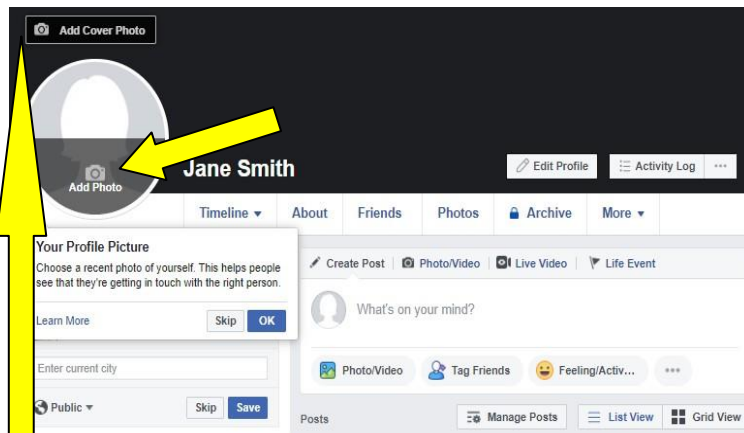 Add Cover Photo
Add Photo
Jane Smith
Edit Profile
Activity Log
Timeline
About
Friends
Photos
Archive
More
Your Profile Picture
Choose a recent photo of yourself. This helps people
see that they're getting in touch with the right person.
Learn More
Skip
OK
Enter current city
Public
Skip
Save
Create Post
Photo/Video
Live Video
Life Event
What's on your mind?
Photo/Video
Tag Friends
Feeling/Activ...
Posts
Manage Posts
List View
Grid View